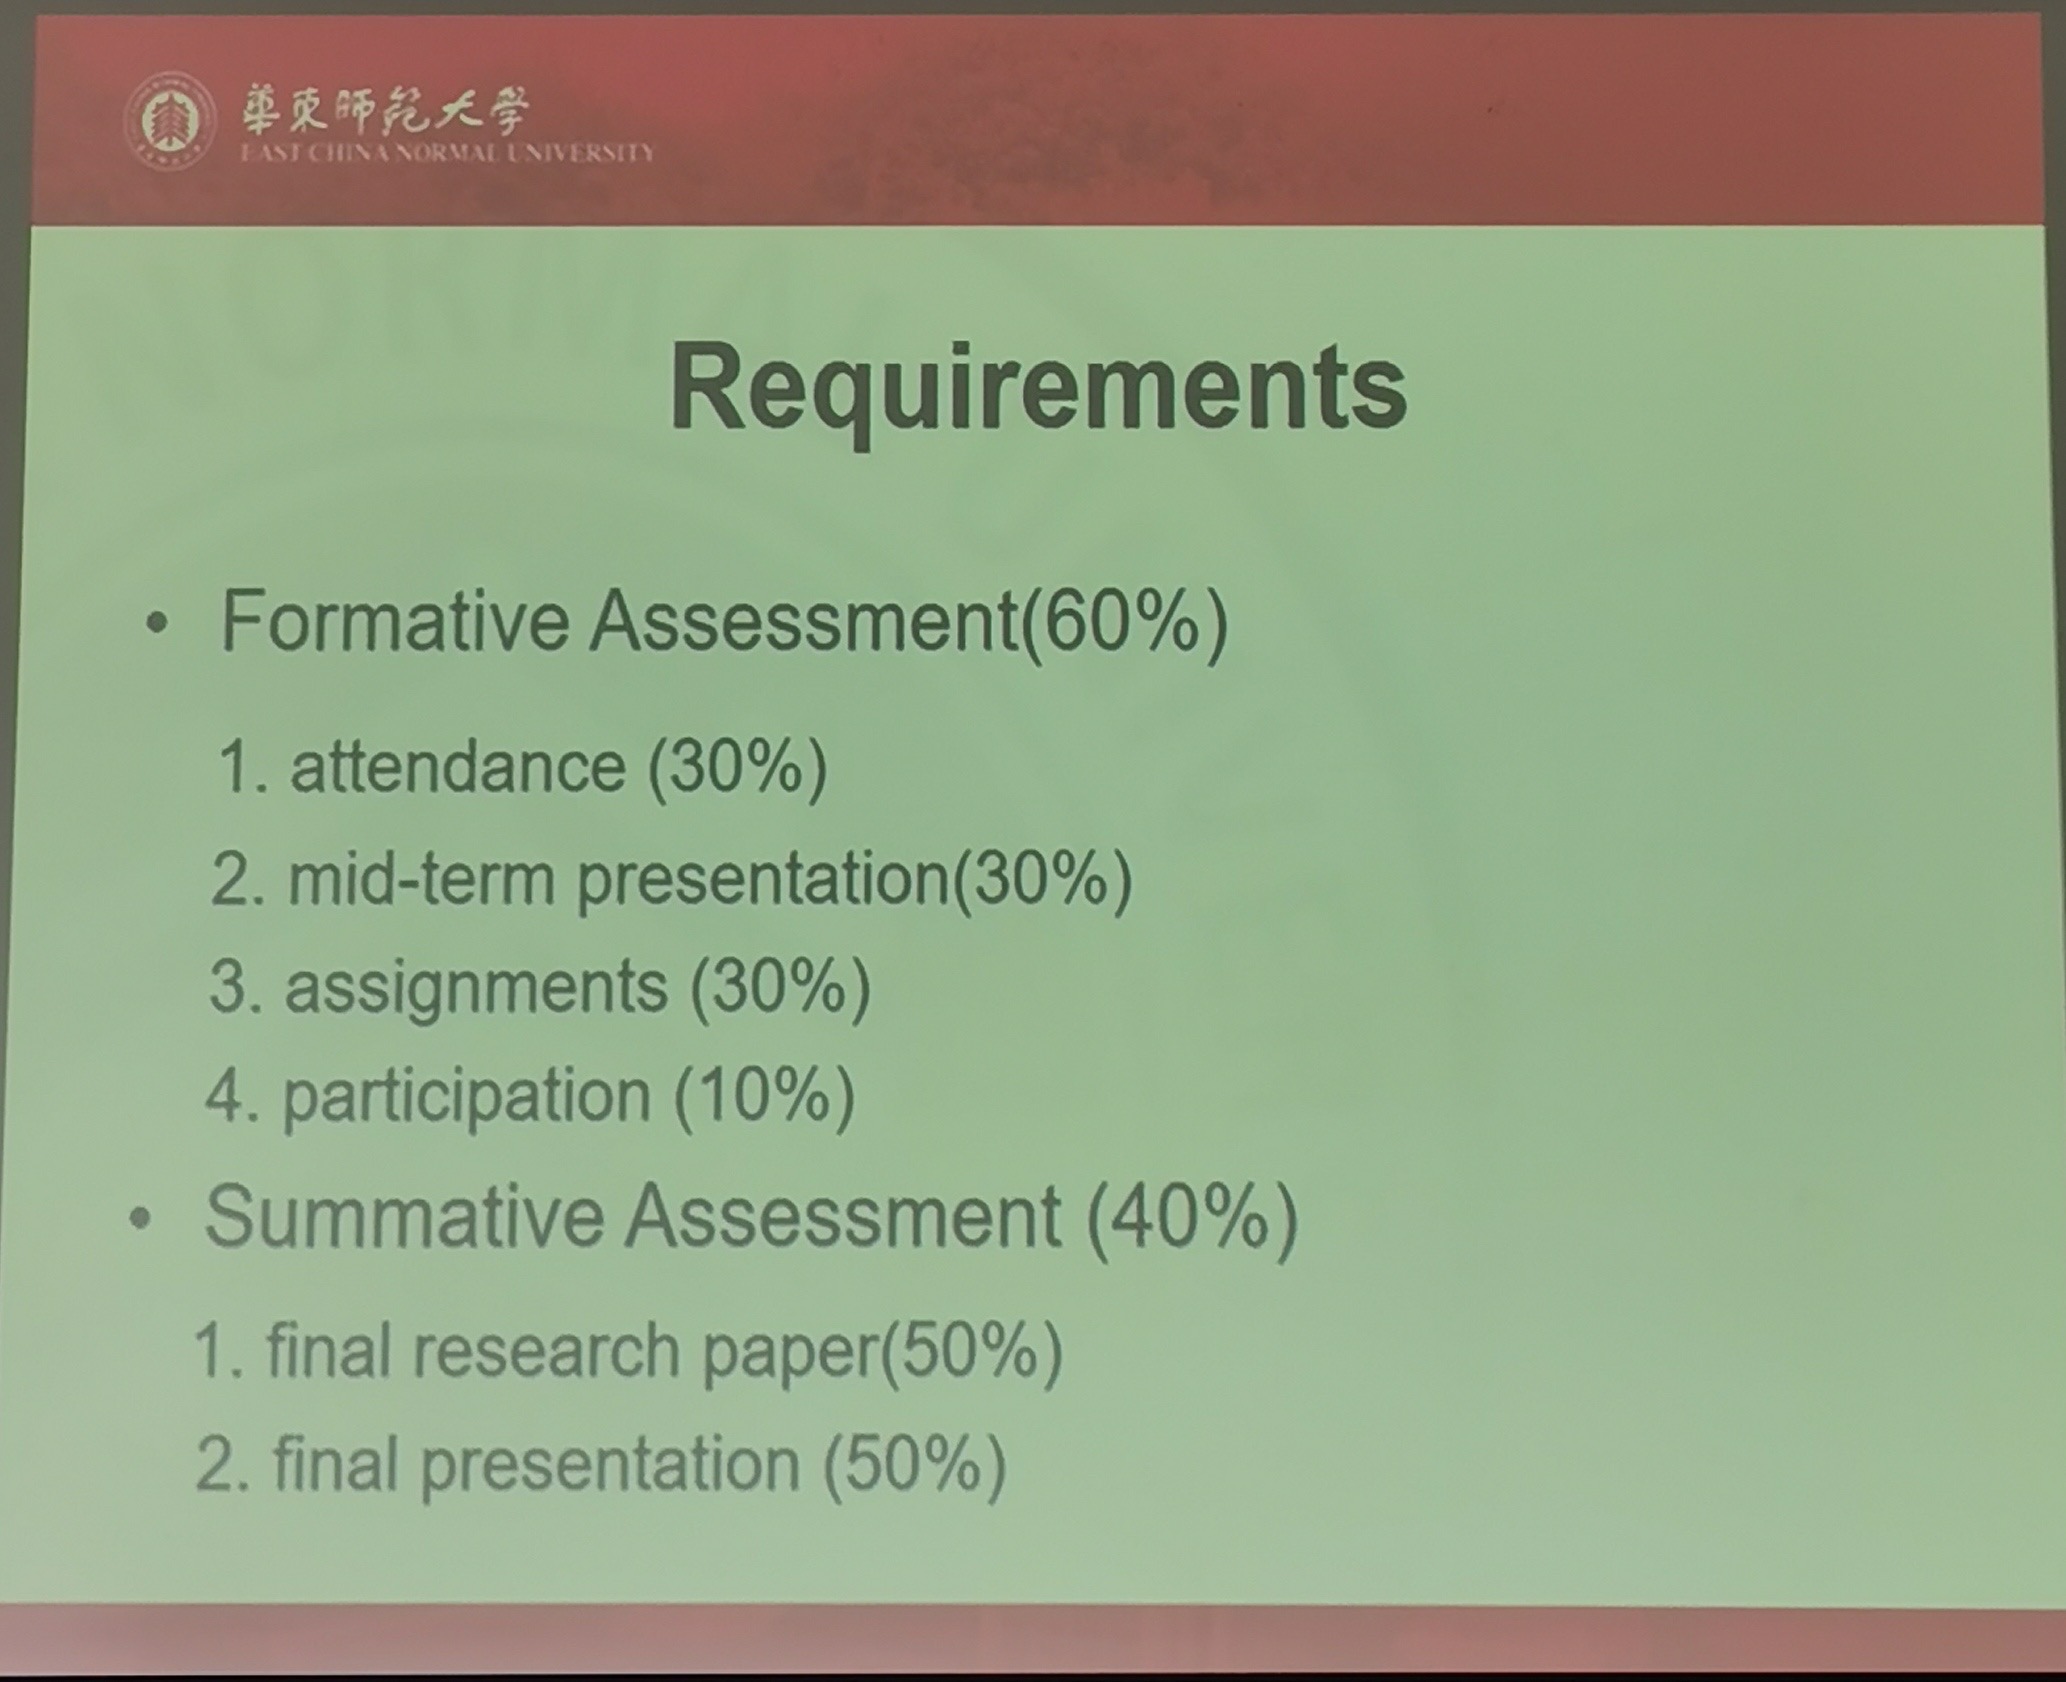 華東師範大學
EAST CHINA NORMAL UNIVERSITY
Requirements
• Formative Assessment(60%)
1. attendance (30%)
2. mid-term presentation(30%)
3. assignments (30%)
4. participation (10%)
• Summative Assessment (40%)
1. final research paper(50%)
2. final presentation (50%)